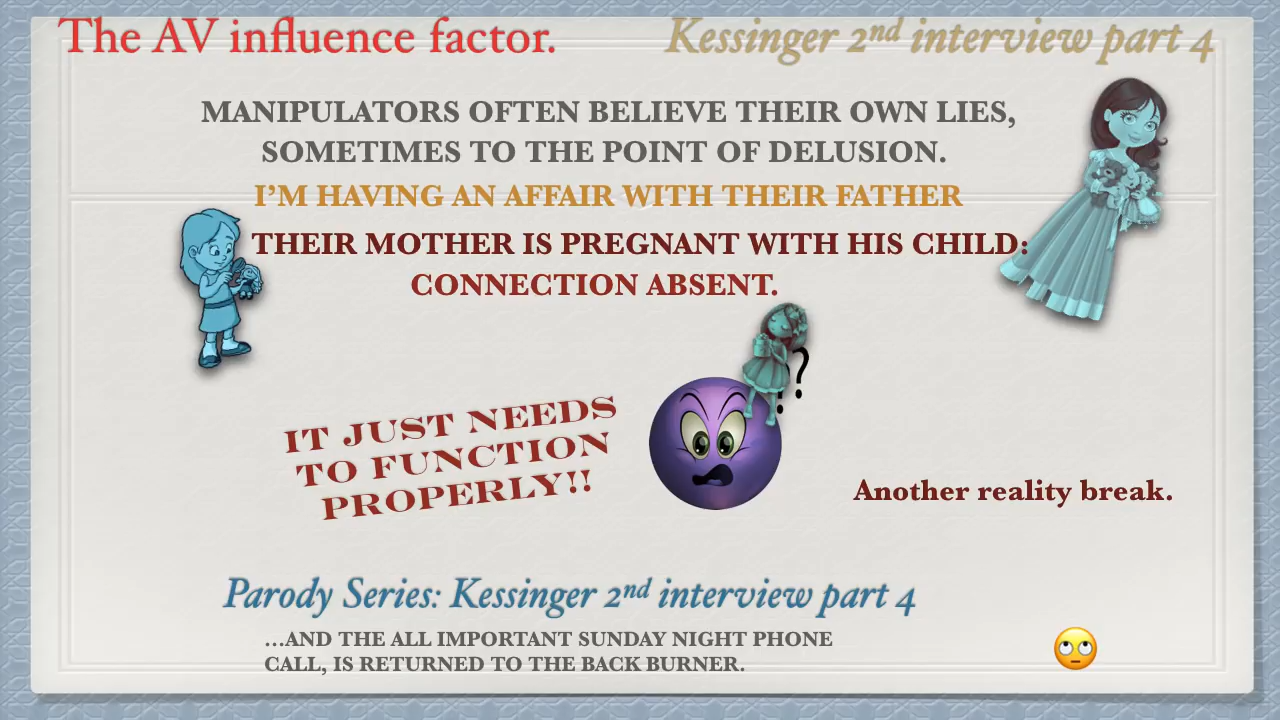 The AV influence factor.
Kessinger 2nd interview part 4
MANIPULATORS OFTEN BELIEVE THEIR OWN LIES,
SOMETIMES TO THE POINT OF DELUSION.
I’M HAVING AN AFFAIR WITH THEIR FATHER
THEIR MOTHER IS PREGNANT WITH HIS CHILD:
CONNECTION ABSENT.
??
IT JUST NEEDS
TO FUNCTION
PROPERLY!!
Another reality break.
Parody Series: Kessinger 2nd interview part 4
…AND THE ALL IMPORTANT SUNDAY NIGHT PHONE
CALL, IS RETURNED TO THE BACK BURNER.